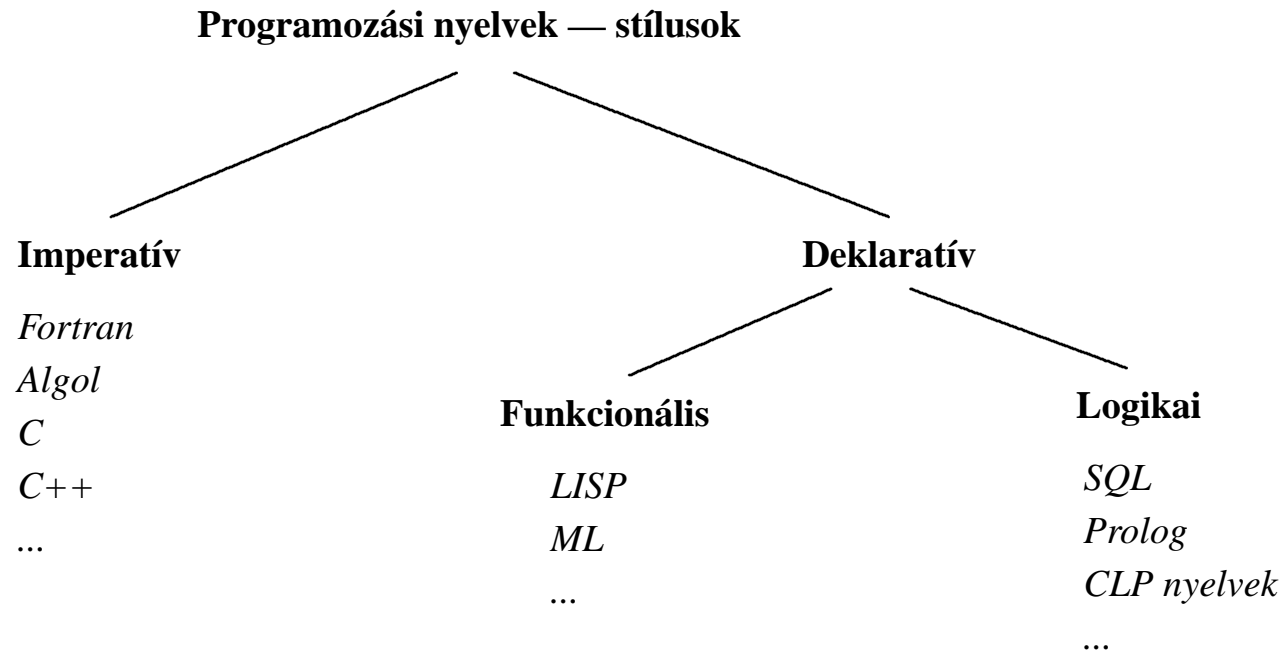 Programozási nyelvek — stílusok
Imperatív
Fortran
Algol
C
C++
...
Deklaratív
Funkcionális
LISP
ML
...
Logikai
SQL
Prolog
CLP nyelvek
...